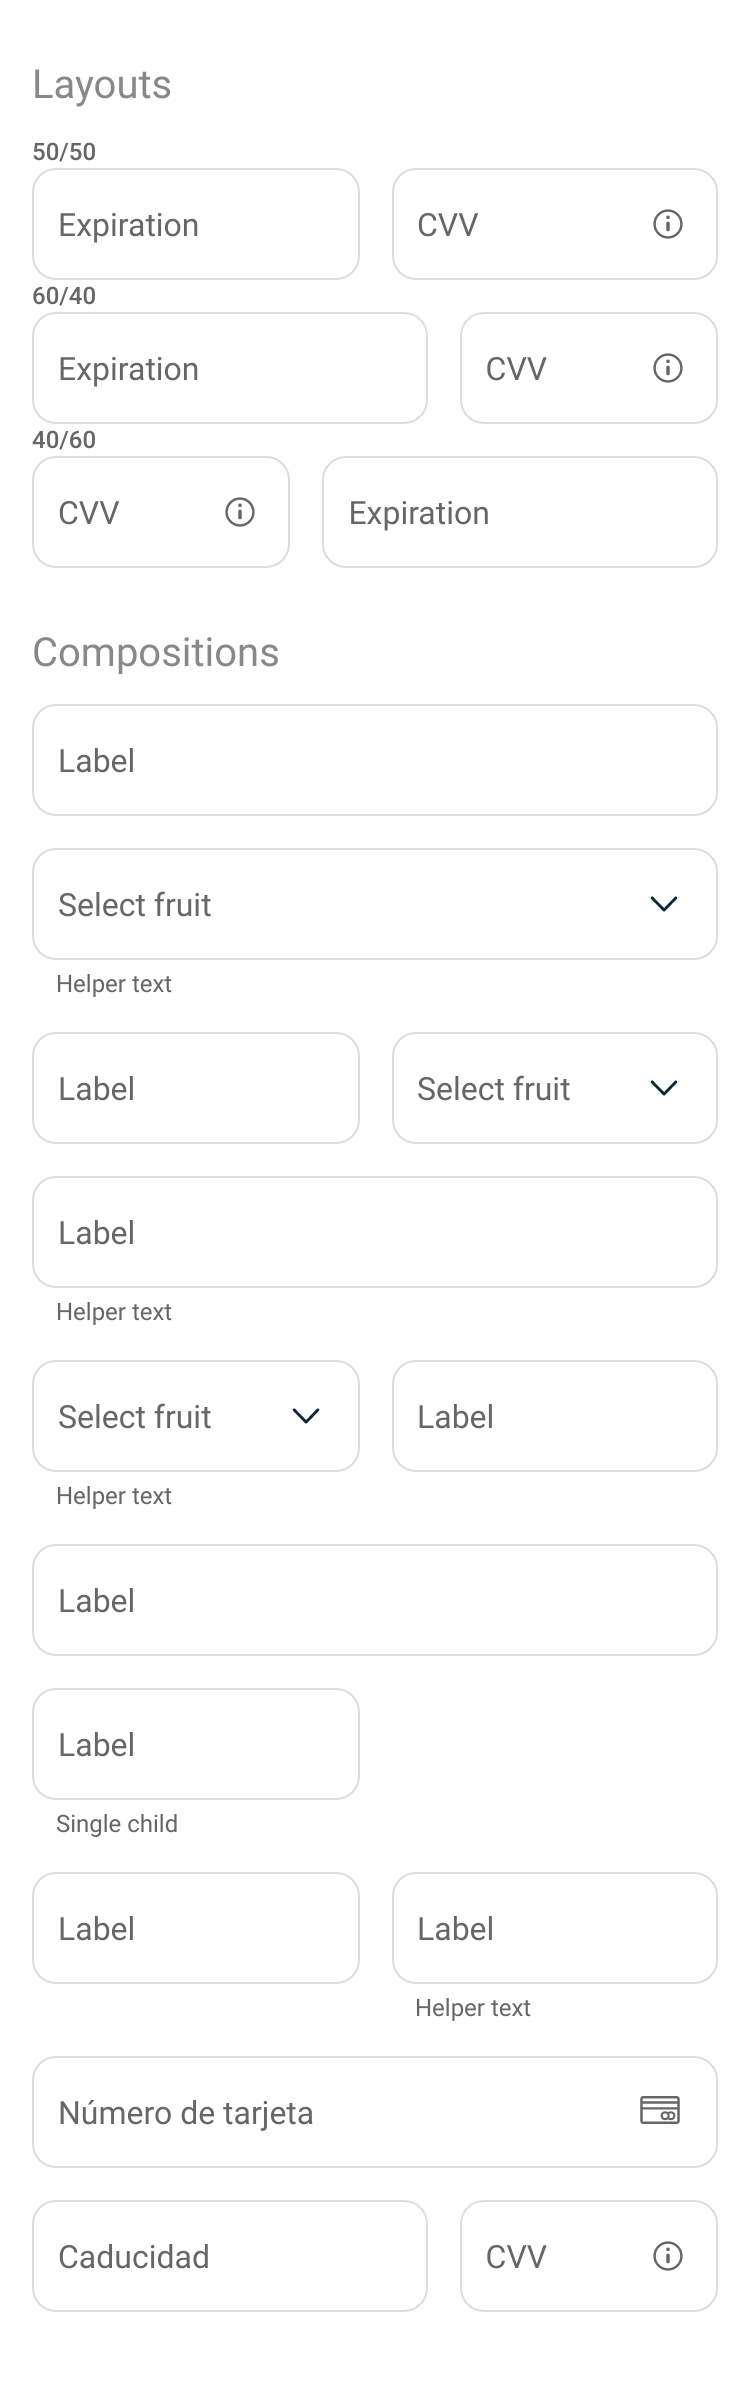 Layouts
50/50
Expiration CVV
60/40
Expiration CVV
40/60
CVV Expiration
Compositions
Label
Select fruit
Helper text
Label Select fruit
Label
Helper text
Select fruit Label
Helper text
Label
Label
Single child
Label Label
Helper text
Número de tarjeta
Caducidad CVV